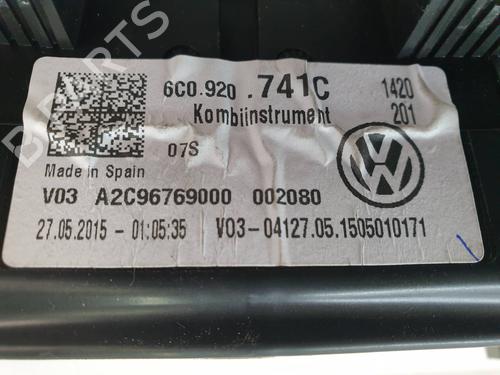 6C0.920 .741C 1420
Kombiinstrument 201
07S
Made in Spain
V03 A2C96769000 002080
27.05.2015 - 01:05:35 V03-04127.05.1505010171
B-PARTS